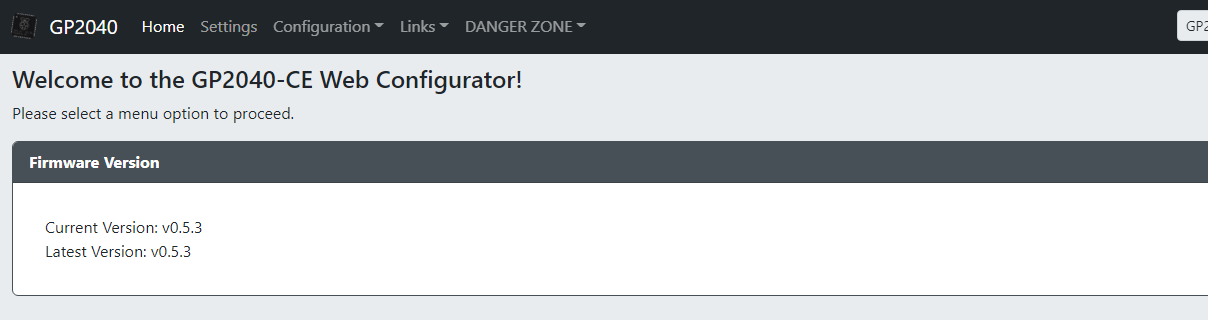 GP2040 Home Settings Configuration Links DANGER ZONE GP2
Welcome to the GP2040-CE Web Configurator!
Please select a menu option to proceed.
Firmware Version
Current Version: v0.5.3
Latest Version: v0.5.3